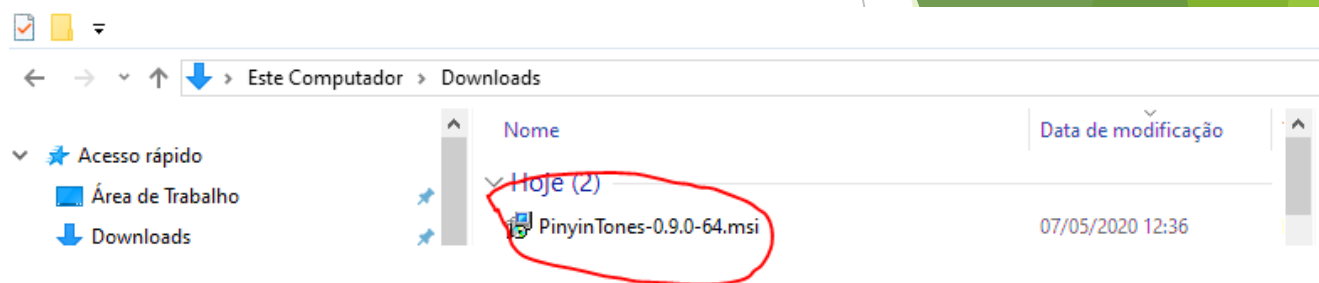 Este Computador > Downloads
Nome
Data de modificação
Acesso rápido
Hoje (2)
Área de Trabalho
PinyinTones-0.9.0-64.msi
07/05/2020 12:36
Downloads